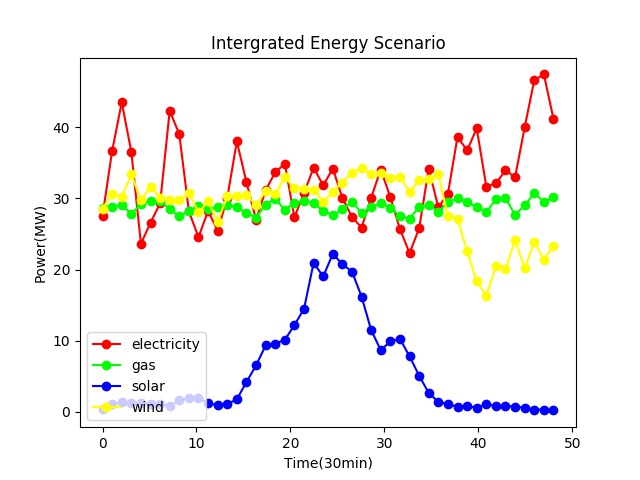 Intergrated Energy Scenario
Power(MW)
40
30
20
10
0
electricity
gas
solar
wind
0 10 20 30 40 50
Time(30min)